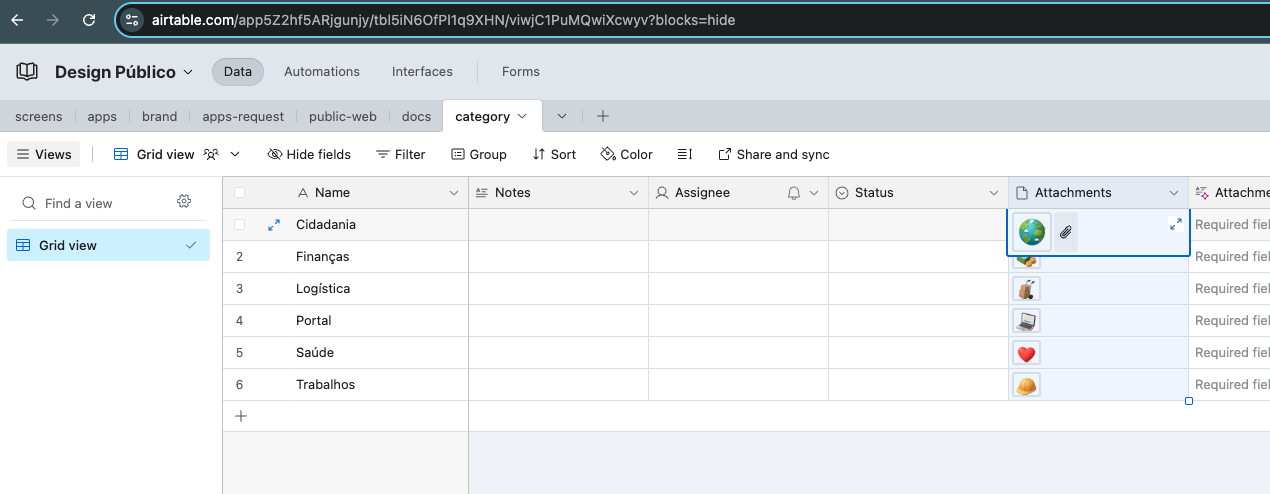 airtable.com/app5Z2hf5ARjgunjy/tbl5iN6OfPI1q9XHN/viwjC1PuMQwiXcwyv?blocks=hide
Design Público Data Automations Interfaces Forms
screens apps brand apps-request public-web docs category
Views Grid view Hide fields Filter Group Sort Color Share and sync
Find a view
Grid view
Name Notes Assignee Status Attachments Attachme
Cidadania Required fiel
2 Finanças Required fiel
3 Logística Required fiel
4 Portal Required fiel
5 Saúde Required fiel
6 Trabalhos Required fiel